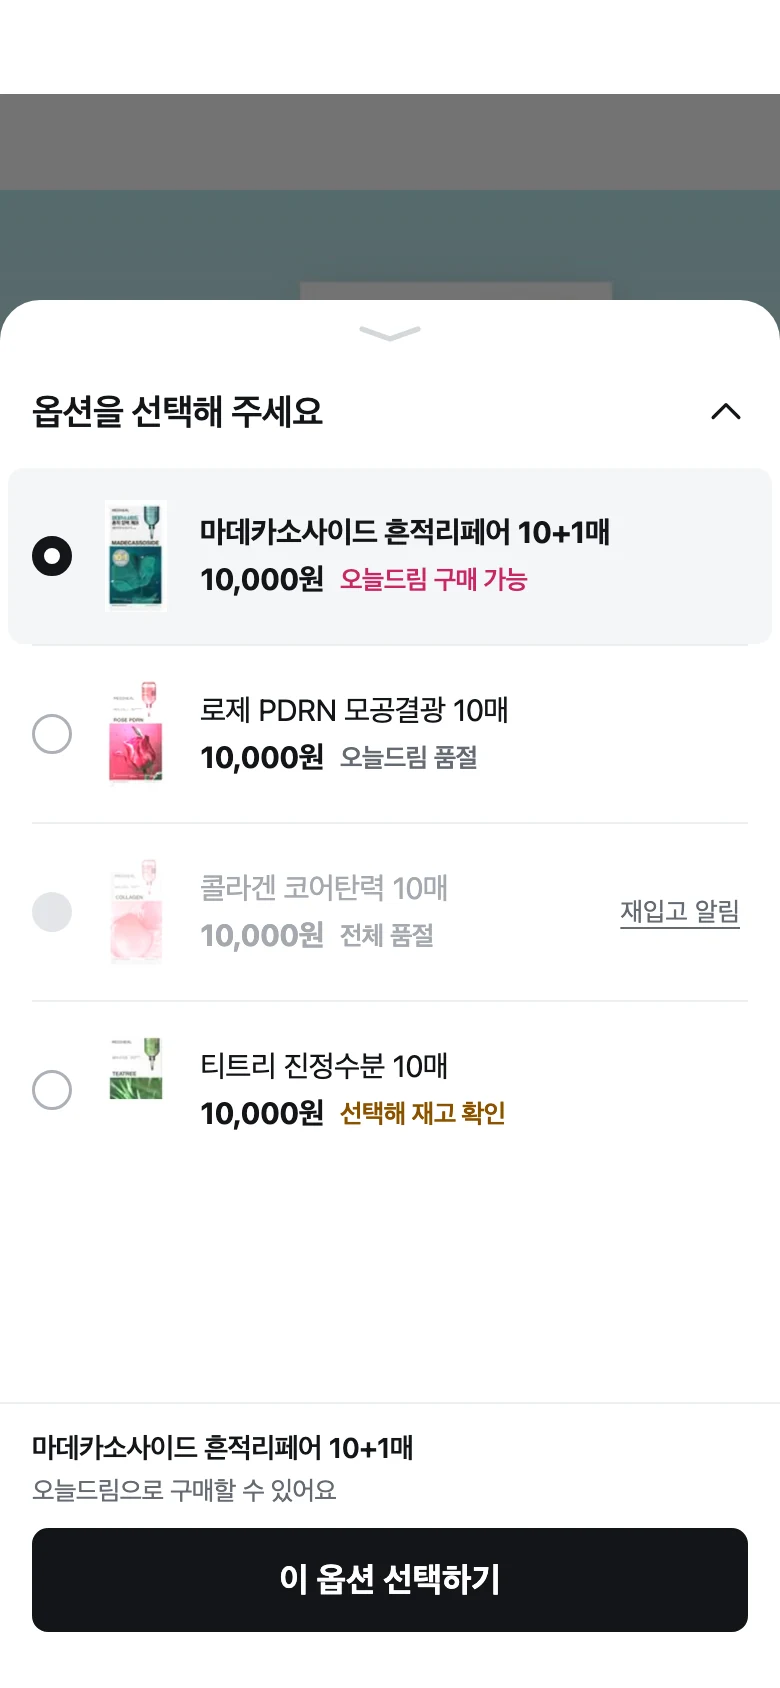 옵션을 선택해 주세요
MADECASSOSIDE
마데카소사이드 흔적리페어 10+1매
10,000원 오늘드림 구매 가능
ROSE PDRN
로제 PDRN 모공결광 10매
10,000원 오늘드림 품절
COLLAGEN
콜라겐 코어탄력 10매
10,000원 전체 품절
재입고 알림
TEATREE
티트리 진정수분 10매
10,000원 선택해 재고 확인
마데카소사이드 흔적리페어 10+1매
오늘드림으로 구매할 수 있어요
이 옵션 선택하기